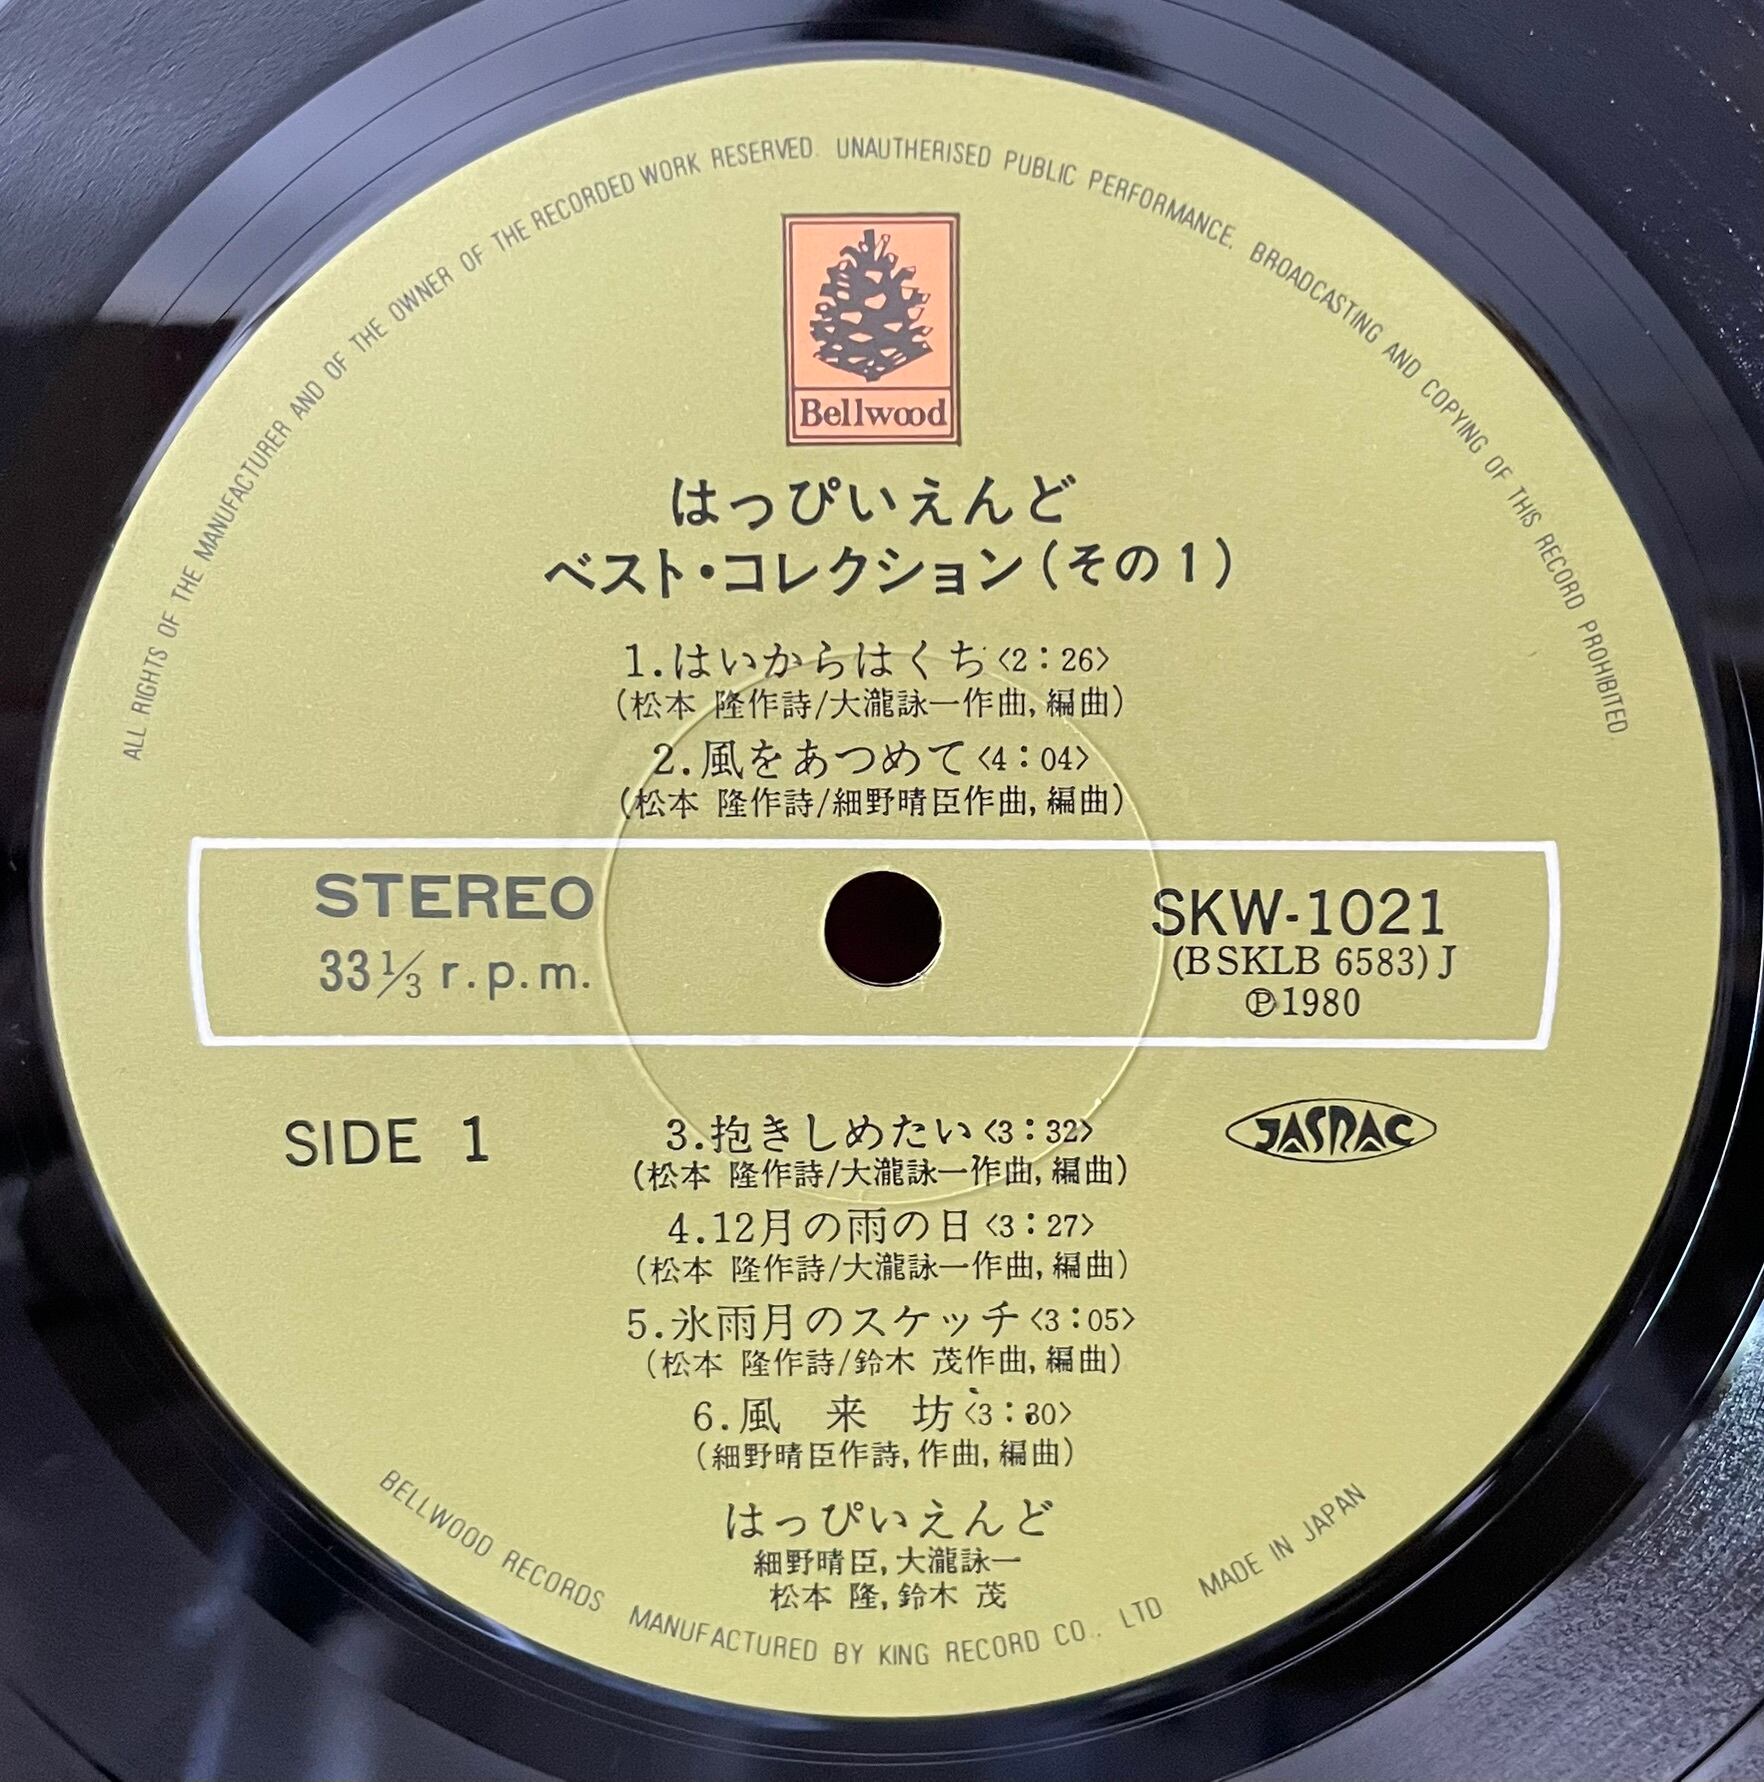 ALL RIGHTS OF THE MANUFACTURER AND OF THE OWNER OF THE RECORDED WORK RESERVED. UNAUTHERISED PUBLIC PERFORMANCE. BROADCASTING AND COPYING OF THIS RECORD PROHIBITED
Bellwood
はっぴいえんど
ベスト・コレクション(その1)
1.はいからはくち〈2:26〉
(松本 隆作詩/大瀧詠一作曲,編曲)
2.風をあつめて〈4:04〉
(松本 隆作詩/細野晴臣作曲,編曲)
STEREO
33 1/3 r.p.m.
SKW-1021
(BSKLB 6583)J
℗1980
SIDE 1
JASRAC
3.抱きしめたい〈3:32〉
(松本 隆作詩/大瀧詠一作曲,編曲)
4.12月の雨の日〈3:27〉
(松本 隆作詩/大瀧詠一作曲,編曲)
5.氷雨月のスケッチ〈3:05〉
(松本 隆作詩/鈴木 茂作曲,編曲)
6.風 来 坊〈3:30〉
(細野晴臣作詩,作曲,編曲)
はっぴいえんど
細野晴臣,大瀧詠一
松本 隆,鈴木 茂
BELLWOOD RECORDS MANUFACTURED BY KING RECORD CO., LTD MADE IN JAPAN